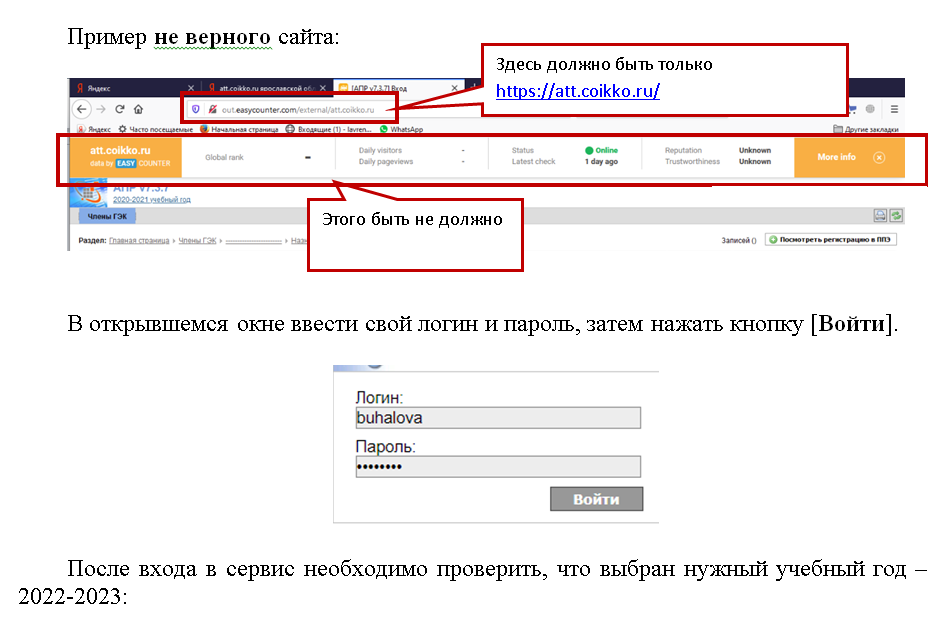 Пример не верного сайта:
Здесь должно быть только
https://att.coikko.ru/
Яндекс
att.coikko.ru ярославской обл
[АПР v7.3.7] Вход
out.easycounter.com/external/att.coikko.ru
Яндекс Часто посещаемые Начальная страница Входящие (1) - lavren... WhatsApp Другие закладки
att.coikko.ru
data by EASY COUNTER
Global rank –
Daily visitors -
Daily pageviews -
Status Online
Latest check 1 day ago
Reputation Unknown
Trustworthiness Unknown
More info
АПР v7.3.7
2020-2021 учебный год
Этого быть не должно
Члены ГЭК
Раздел: Главная страница › Члены ГЭК ›
Записей () Посмотреть регистрацию в ППЭ
В открывшемся окне ввести свой логин и пароль, затем нажать кнопку [Войти].
Логин:
buhalova
Пароль:
••••••••
Войти
После входа в сервис необходимо проверить, что выбран нужный учебный год –
2022-2023: